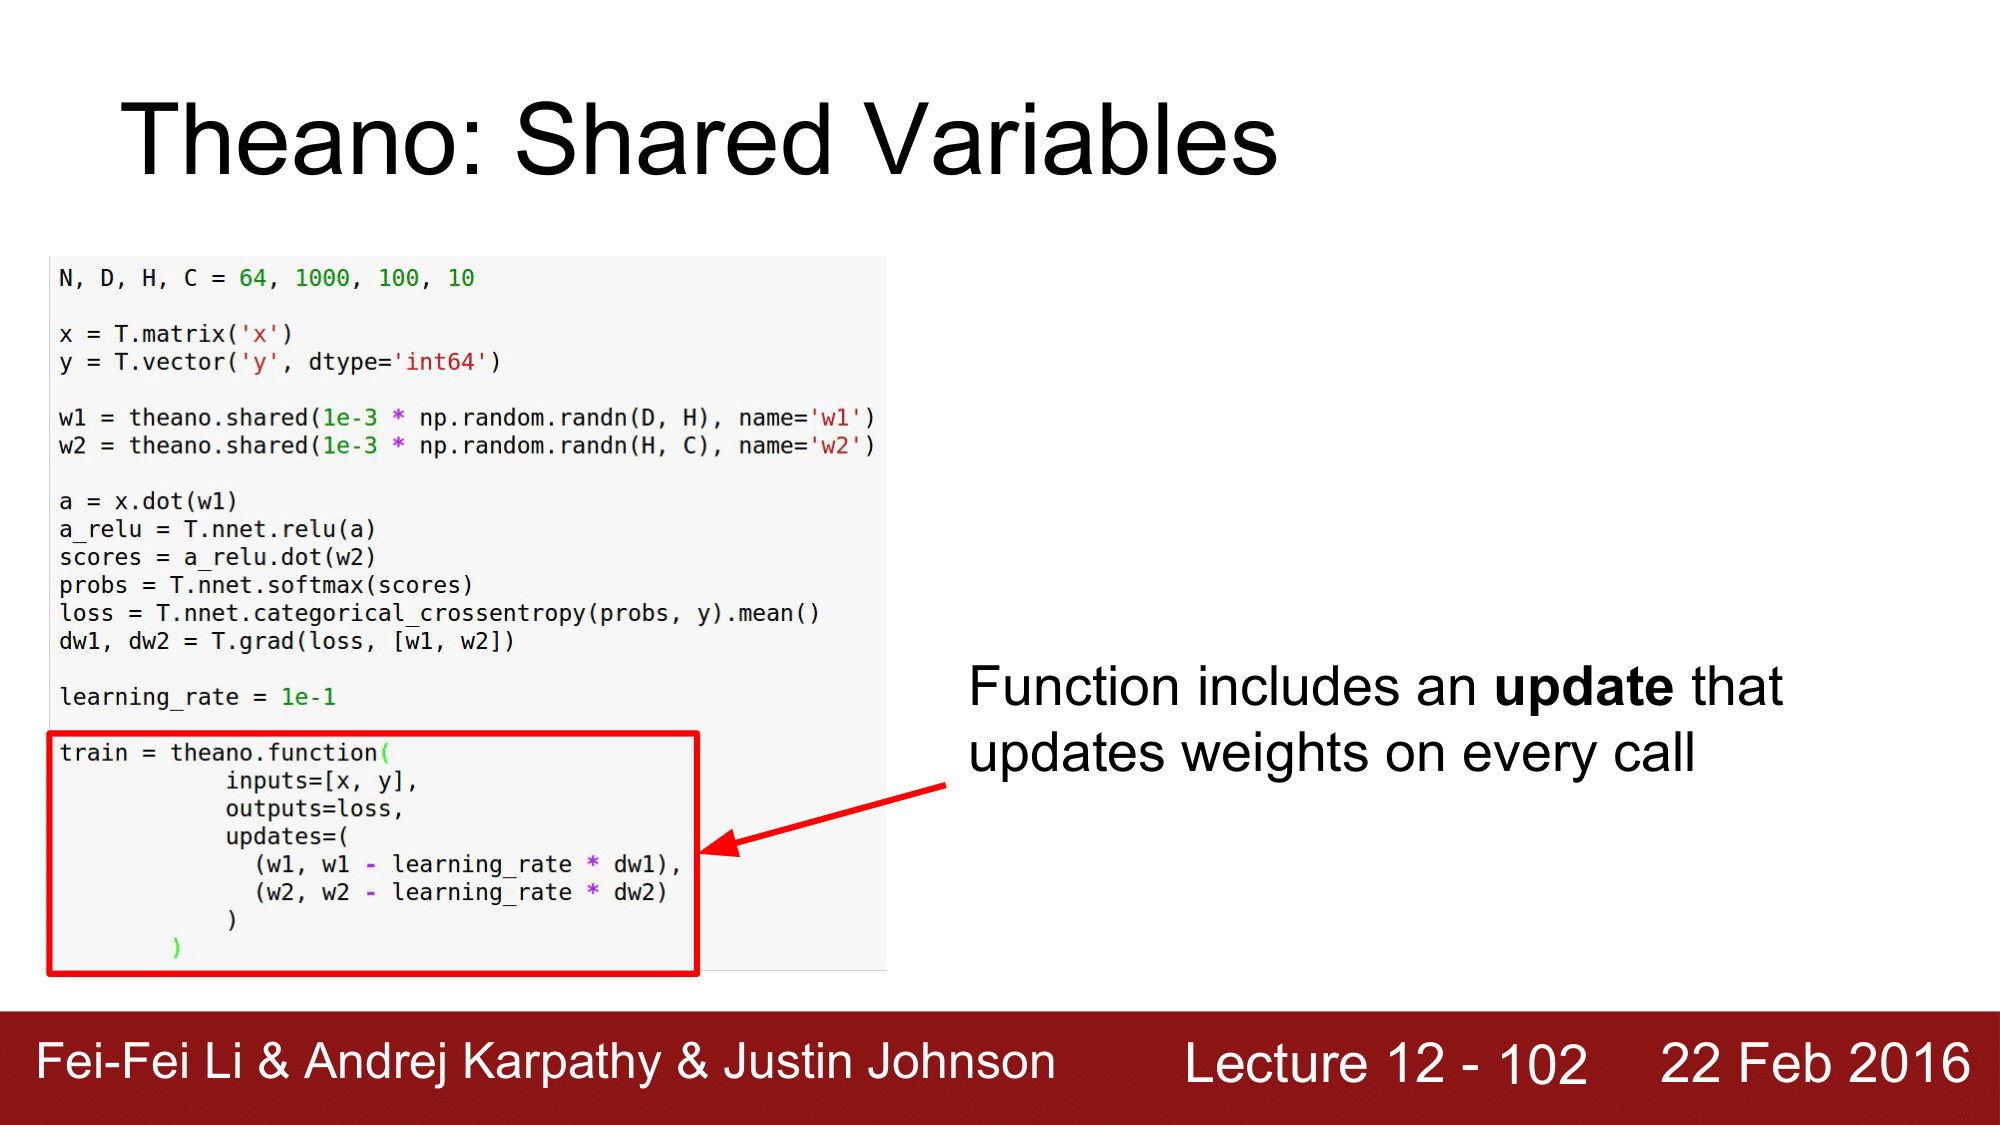 Theano: Shared Variables
N, D, H, C = 64, 1000, 100, 10
x = T.matrix('x')
y = T.vector('y', dtype='int64')
w1 = theano.shared(1e-3 * np.random.randn(D, H), name='w1')
w2 = theano.shared(1e-3 * np.random.randn(H, C), name='w2')
a = x.dot(w1)
a_relu = T.nnet.relu(a)
scores = a_relu.dot(w2)
probs = T.nnet.softmax(scores)
loss = T.nnet.categorical_crossentropy(probs, y).mean()
dw1, dw2 = T.grad(loss, [w1, w2])
learning_rate = 1e-1
train = theano.function(
inputs=[x, y],
outputs=loss,
updates=(
(w1, w1 - learning_rate * dw1),
(w2, w2 - learning_rate * dw2)
)
)
Function includes an update that
updates weights on every call
Fei-Fei Li & Andrej Karpathy & Justin Johnson
Lecture 12 - 102
22 Feb 2016